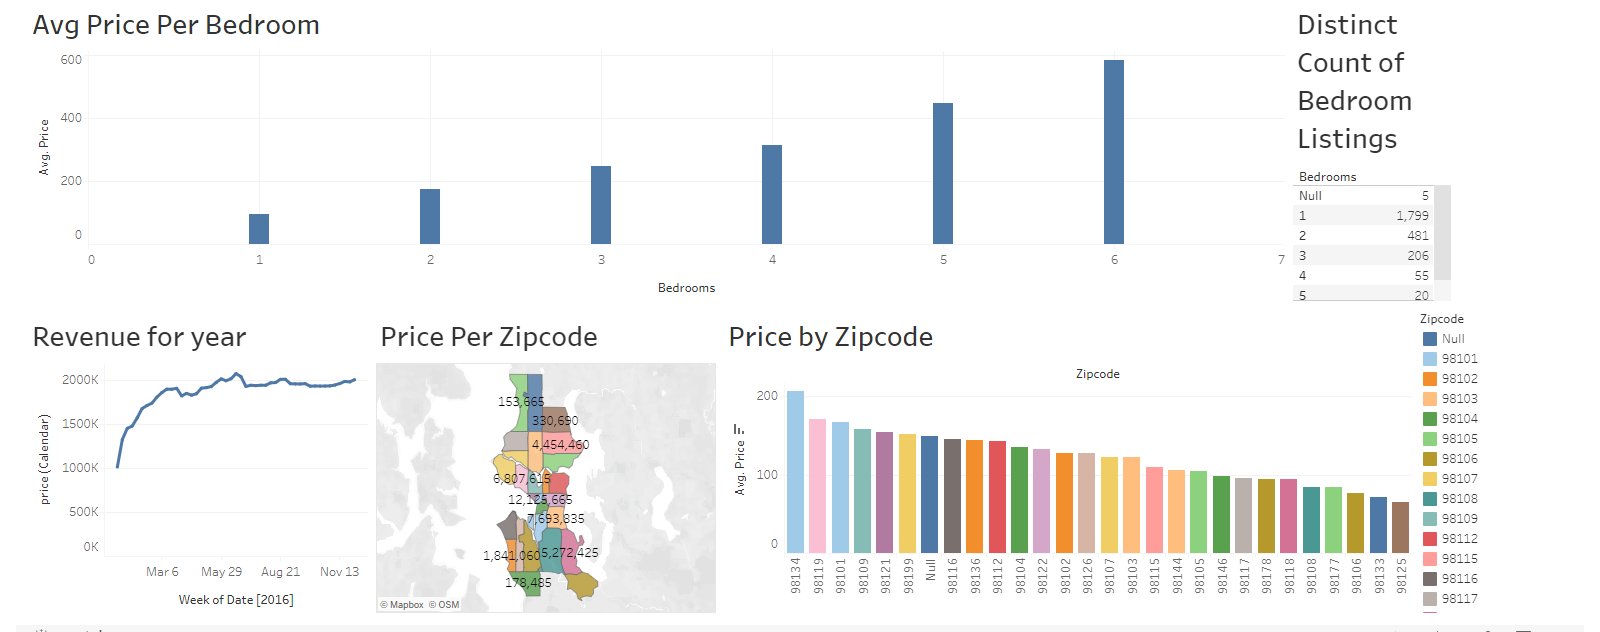 Avg Price Per Bedroom
600
400
200
0
Avg. Price
0 1 2 3 4 5 6 7
Bedrooms
Distinct
Count of
Bedroom
Listings
Bedrooms
Null 5
1 1,799
2 481
3 206
4 55
5 20
Revenue for year
2000K
1500K
1000K
500K
0K
price (Calendar)
Mar 6 May 29 Aug 21 Nov 13
Week of Date [2016]
Price Per Zipcode
153,665
330,690
4,454,460
6,807,615
12,125,665
7,693,835
1,841,060
5,272,425
178,485
© Mapbox © OSM
Price by Zipcode
Zipcode
200
100
0
Avg. Price
98134 98119 98101 98109 98121 98199 Null 98116 98136 98112 98104 98122 98102 98126 98107 98103 98115 98144 98105 98146 98117 98178 98118 98108 98177 98106 98133 98125
Zipcode
Null
98101
98102
98103
98104
98105
98106
98107
98108
98109
98112
98115
98116
98117